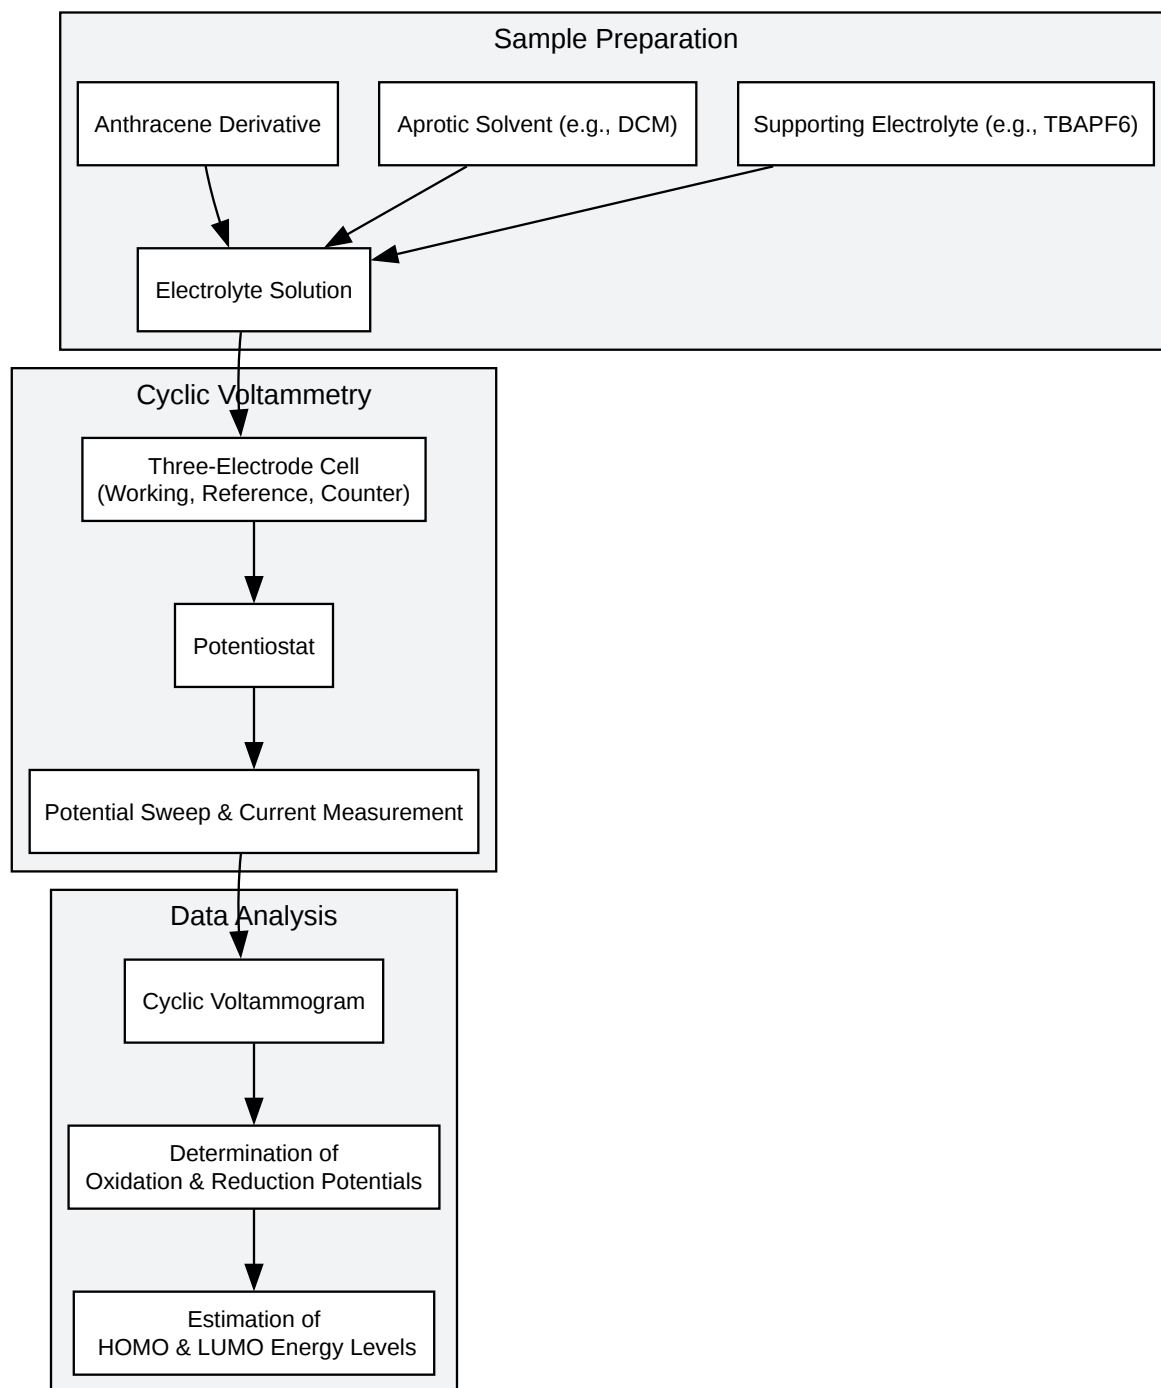 Sample Preparation
Anthracene Derivative
Aprotic Solvent (e.g., DCM)
Supporting Electrolyte (e.g., TBAPF6)
Electrolyte Solution
Cyclic Voltammetry
Three-Electrode Cell
(Working, Reference, Counter)
Potentiostat
Potential Sweep & Current Measurement
Data Analysis
Cyclic Voltammogram
Determination of
Oxidation & Reduction Potentials
Estimation of
HOMO & LUMO Energy Levels